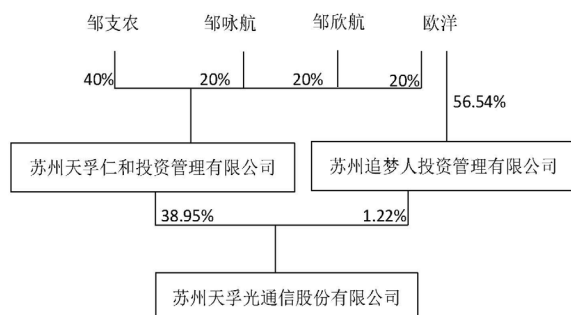 邹支农 邹咏航 邹欣航 欧洋
40% 20% 20% 20%
56.54%
苏州天孚仁和投资管理有限公司 苏州追梦人投资管理有限公司
38.95% 1.22%
苏州天孚光通信股份有限公司